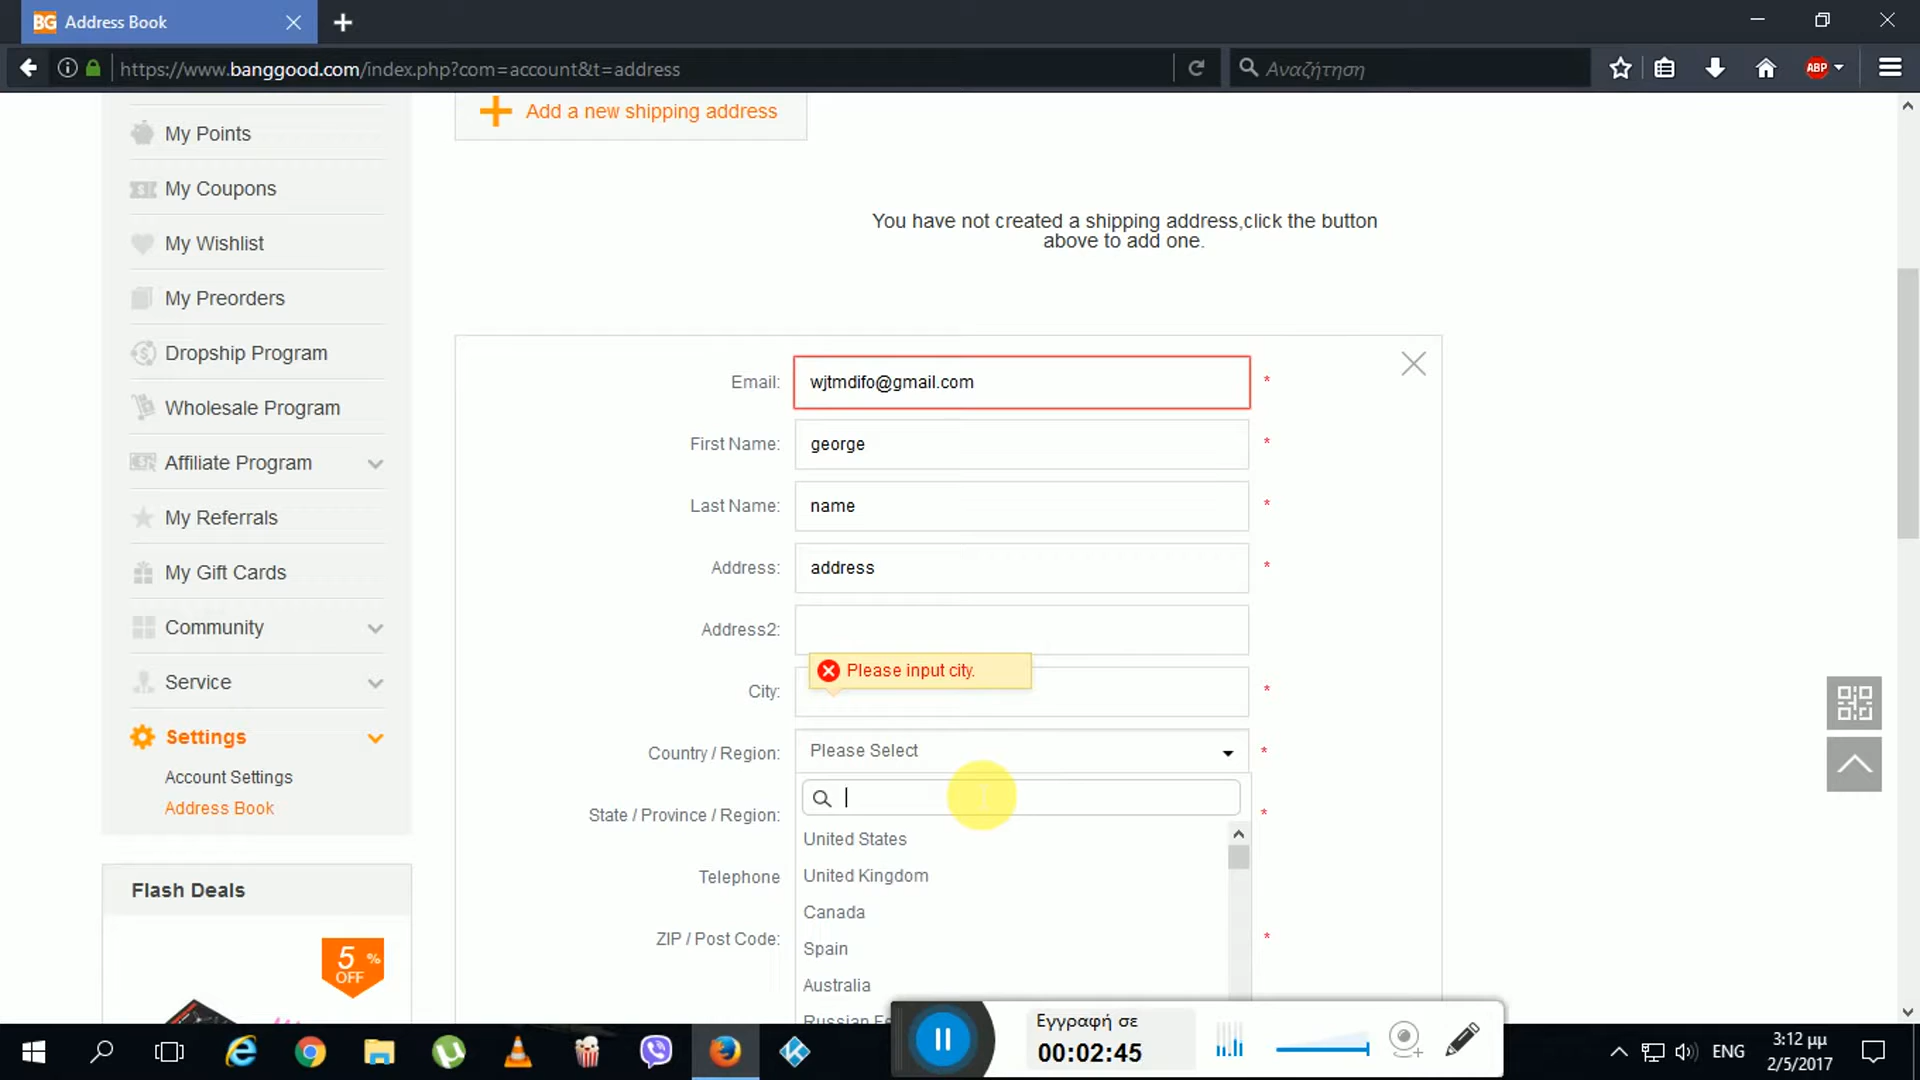 BG Address Book
https://www.banggood.com/index.php?com=account&t=address
Αναζήτηση
ABP
Add a new shipping address
My Points
My Coupons
My Wishlist
My Preorders
Dropship Program
Wholesale Program
Affiliate Program
My Referrals
My Gift Cards
Community
Service
Settings
Account Settings
Address Book
Flash Deals
5 %
OFF
You have not created a shipping address,click the button
above to add one.
Email: wjtmdifo@gmail.com *
First Name: george *
Last Name: name *
Address: address *
Address2:
Please input city.
City: *
Country / Region: Please Select *
State / Province / Region: *
United States
Telephone
United Kingdom
Canada
ZIP / Post Code: *
Spain
Australia
Εγγραφή σε
00:02:45
ENG
3:12 μμ
2/5/2017